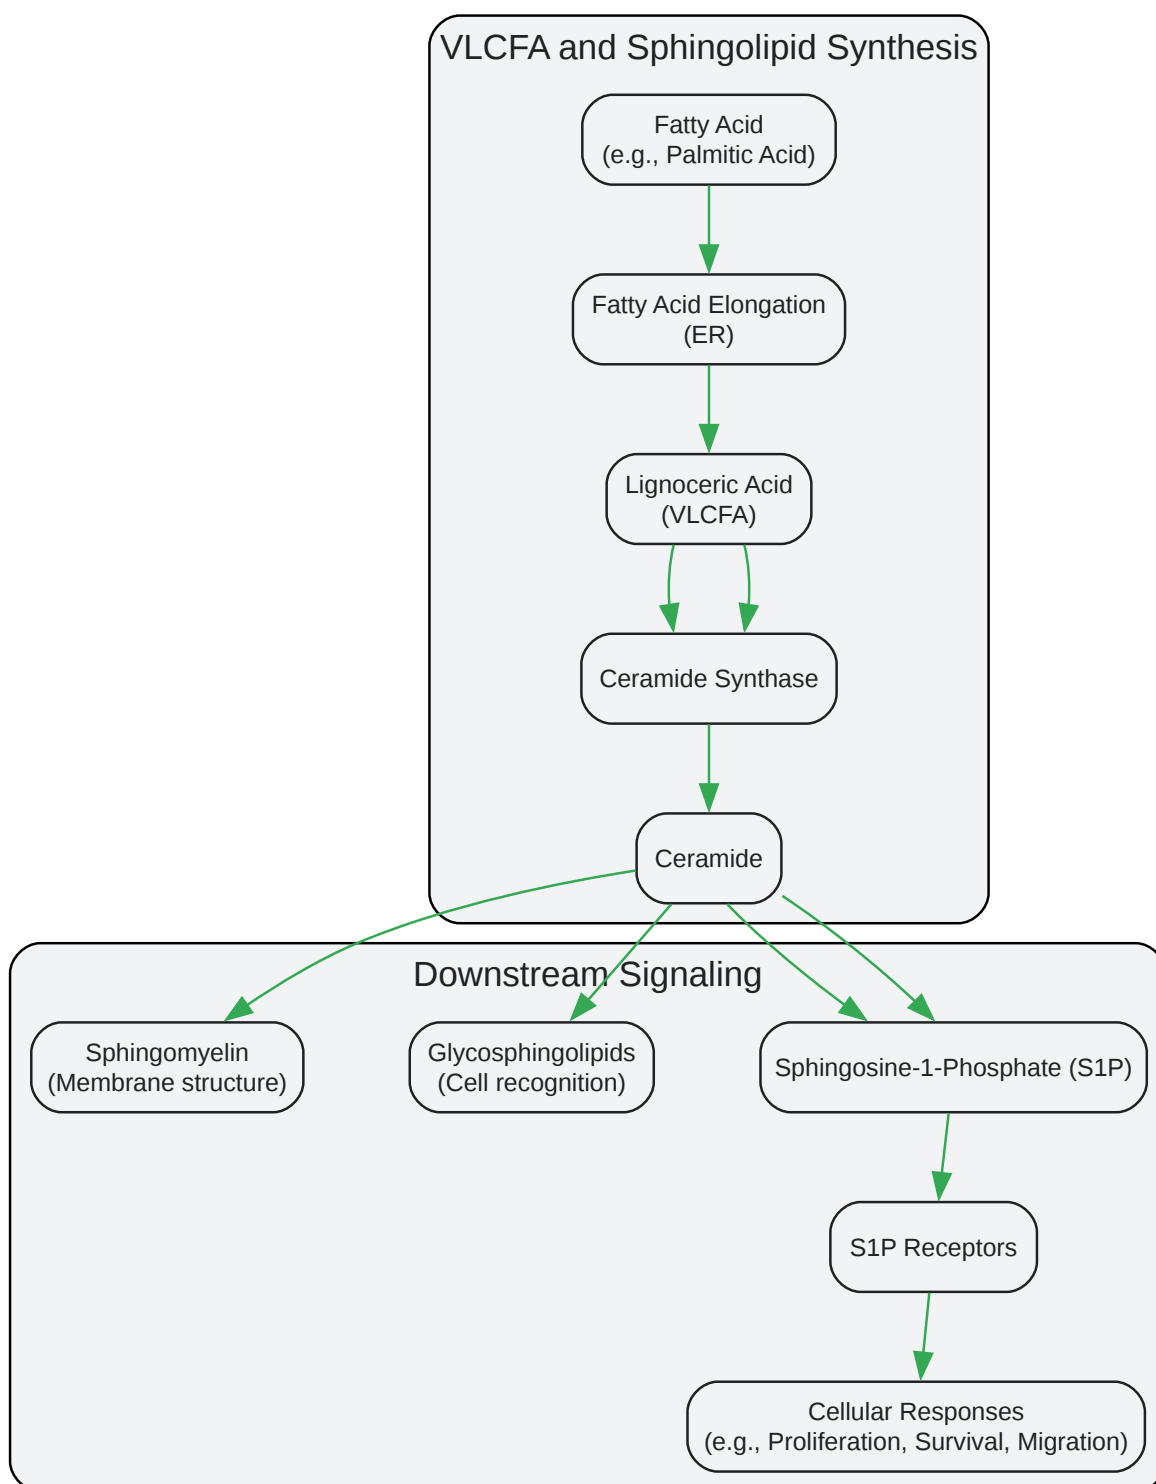 VLCFA and Sphingolipid Synthesis
Fatty Acid
(e.g., Palmitic Acid)
Fatty Acid Elongation
(ER)
Lignoceric Acid
(VLCFA)
Ceramide Synthase
Ceramide
Downstream Signaling
Sphingomyelin
(Membrane structure)
Glycosphingolipids
(Cell recognition)
Sphingosine-1-Phosphate (S1P)
S1P Receptors
Cellular Responses
(e.g., Proliferation, Survival, Migration)